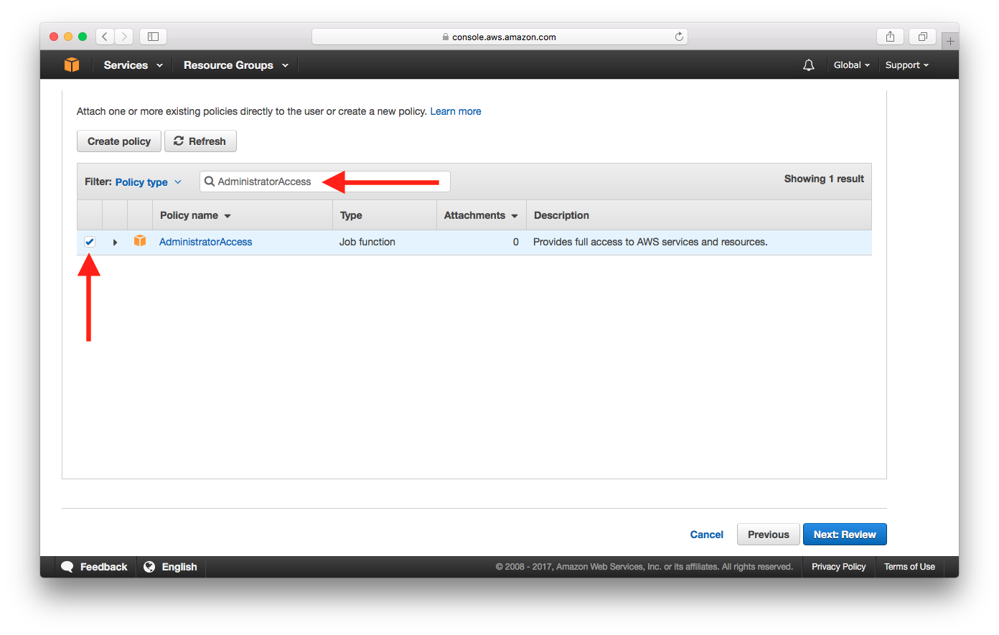 console.aws.amazon.com
Services Resource Groups Global Support
Attach one or more existing policies directly to the user or create a new policy. Learn more
Create policy Refresh
Filter: Policy type AdministratorAccess Showing 1 result
Policy name Type Attachments Description
AdministratorAccess Job function 0 Provides full access to AWS services and resources.
Cancel Previous Next: Review
Feedback English © 2008 - 2017, Amazon Web Services, Inc. or its affiliates. All rights reserved. Privacy Policy Terms of Use